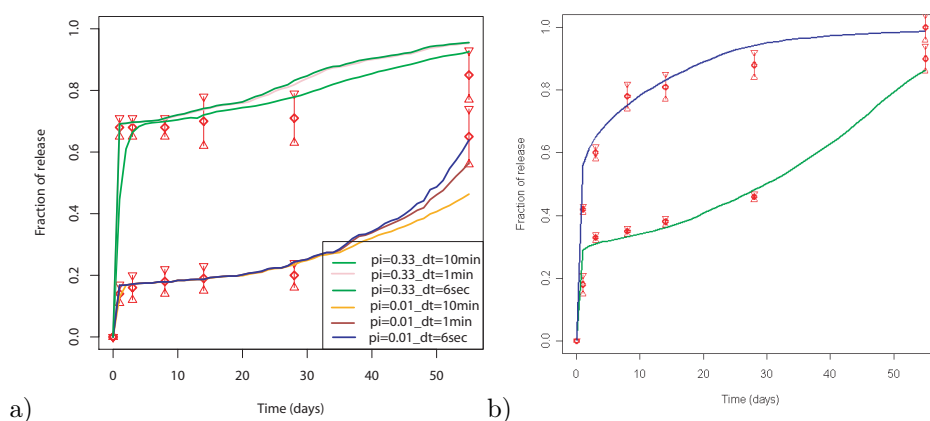 1.0
0.8
0.6
0.4
0.2
0.0
Fraction of release
pi=0.33_dt=10min
pi=0.33_dt=1min
pi=0.33_dt=6sec
pi=0.01_dt=10min
pi=0.01_dt=1min
pi=0.01_dt=6sec
0 10 20 30 40 50
Time (days)
a)
1.0
0.8
0.6
0.4
0.2
0.0
Fraction of release
0 10 20 30 40 50
Time (days)
b)